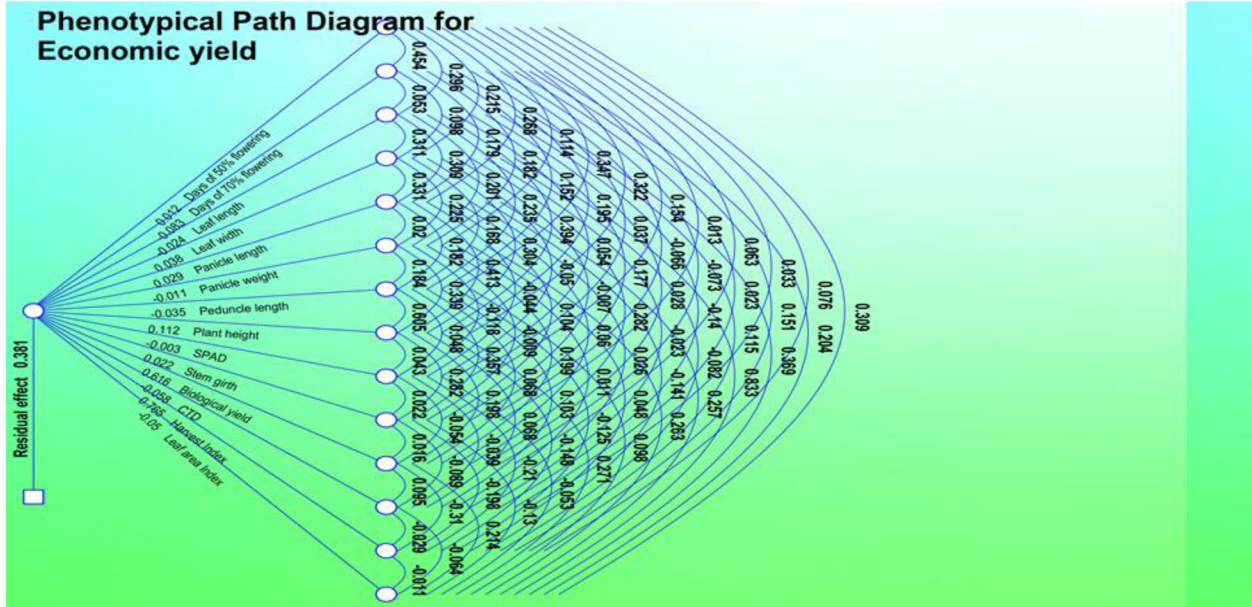 Phenotypical Path Diagram for
Economic yield
Days of 50% flowering
-0.083 Days of 70% flowering
-0.024 Leaf length
0.038 Leaf width
0.029 Panicle length
-0.011 Panicle weight
-0.035 Peduncle length
0.112 Plant height
-0.003 SPAD
0.022 Stem girth
0.616 Biological yield
-0.058 CTD
0.765 Harvest Index
-0.05 Leaf area Index
Residual effect 0.381
0.454 0.053 0.311 0.331 0.02 0.184 0.605 0.043 0.022 0.016 0.095 -0.029 -0.011
0.296 0.098 0.309 0.225 0.182 0.339 0.048 0.282 -0.054 -0.089 -0.31 -0.064
0.215 0.179 0.201 0.168 0.413 -0.118 0.357 0.198 -0.039 -0.198 0.214
0.268 0.182 0.235 0.304 -0.044 -0.009 0.068 0.068 -0.21 -0.13
0.114 0.152 0.394 -0.05 0.104 0.199 0.103 -0.148 -0.053
0.347 0.195 0.054 -0.007 0.06 0.011 -0.125 0.271
0.322 0.037 0.177 0.282 0.026 0.048 0.098
0.154 -0.066 0.028 -0.023 -0.141 0.263
0.013 -0.073 -0.14 -0.082 0.257
0.063 0.023 0.115 0.833
0.033 0.151 0.369
0.076 0.204
0.309